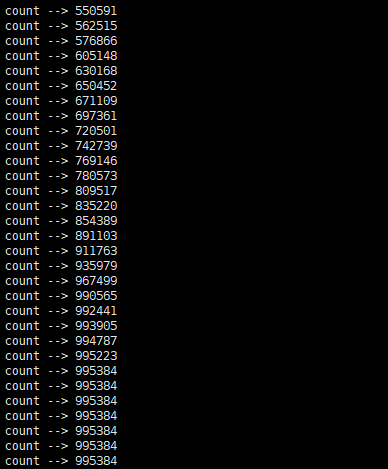 count --> 550591
count --> 562515
count --> 576866
count --> 605148
count --> 630168
count --> 650452
count --> 671109
count --> 697361
count --> 720501
count --> 742739
count --> 769146
count --> 780573
count --> 809517
count --> 835220
count --> 854389
count --> 891103
count --> 911763
count --> 935979
count --> 967499
count --> 990565
count --> 992441
count --> 993905
count --> 994787
count --> 995223
count --> 995384
count --> 995384
count --> 995384
count --> 995384
count --> 995384
count --> 995384
count --> 995384